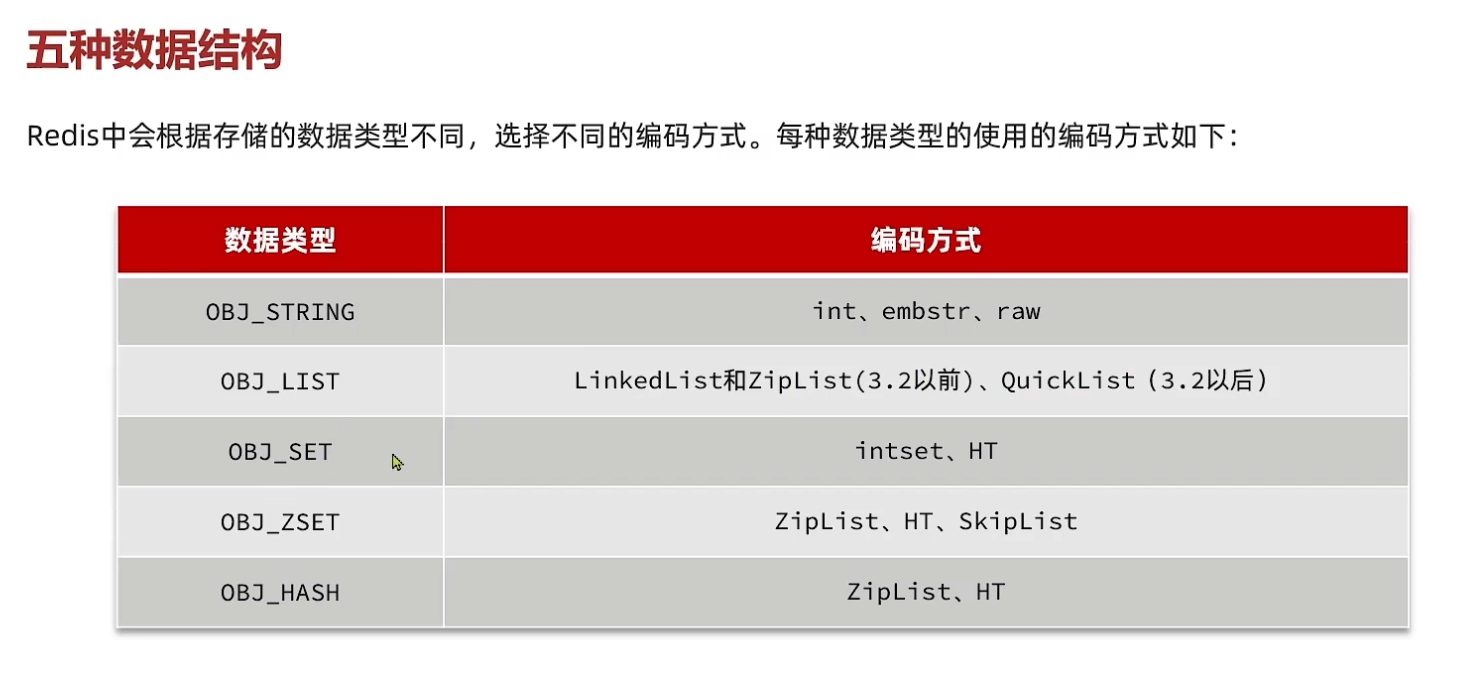 五种数据结构
Redis中会根据存储的数据类型不同，选择不同的编码方式。每种数据类型的使用的编码方式如下：
数据类型 编码方式
OBJ_STRING int、embstr、raw
OBJ_LIST LinkedList和ZipList(3.2以前)、QuickList（3.2以后）
OBJ_SET intset、HT
OBJ_ZSET ZipList、HT、SkipList
OBJ_HASH ZipList、HT